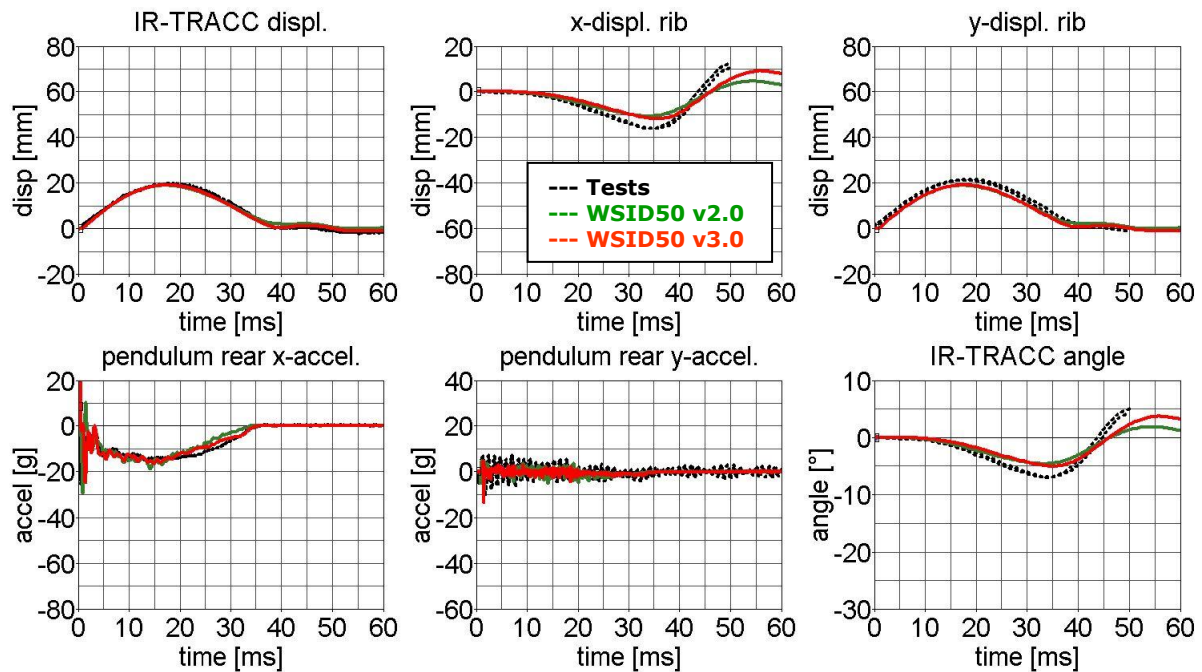 IR-TRACC displ.
x-displ. rib
y-displ. rib
disp [mm]
80
60
40
20
0
-20
0 10 20 30 40 50 60
time [ms]
disp [mm]
20
0
-20
-40
-60
-80
0 10 20 30 40 50 60
time [ms]
Tests
WSID50 v2.0
WSID50 v3.0
disp [mm]
80
60
40
20
0
-20
0 10 20 30 40 50 60
time [ms]
pendulum rear x-accel.
pendulum rear y-accel.
IR-TRACC angle
accel [g]
20
0
-20
-40
-60
-80
0 10 20 30 40 50 60
time [ms]
accel [g]
40
20
0
-20
-40
-60
0 10 20 30 40 50 60
time [ms]
angle [°]
10
0
-10
-20
-30
0 10 20 30 40 50 60
time [ms]